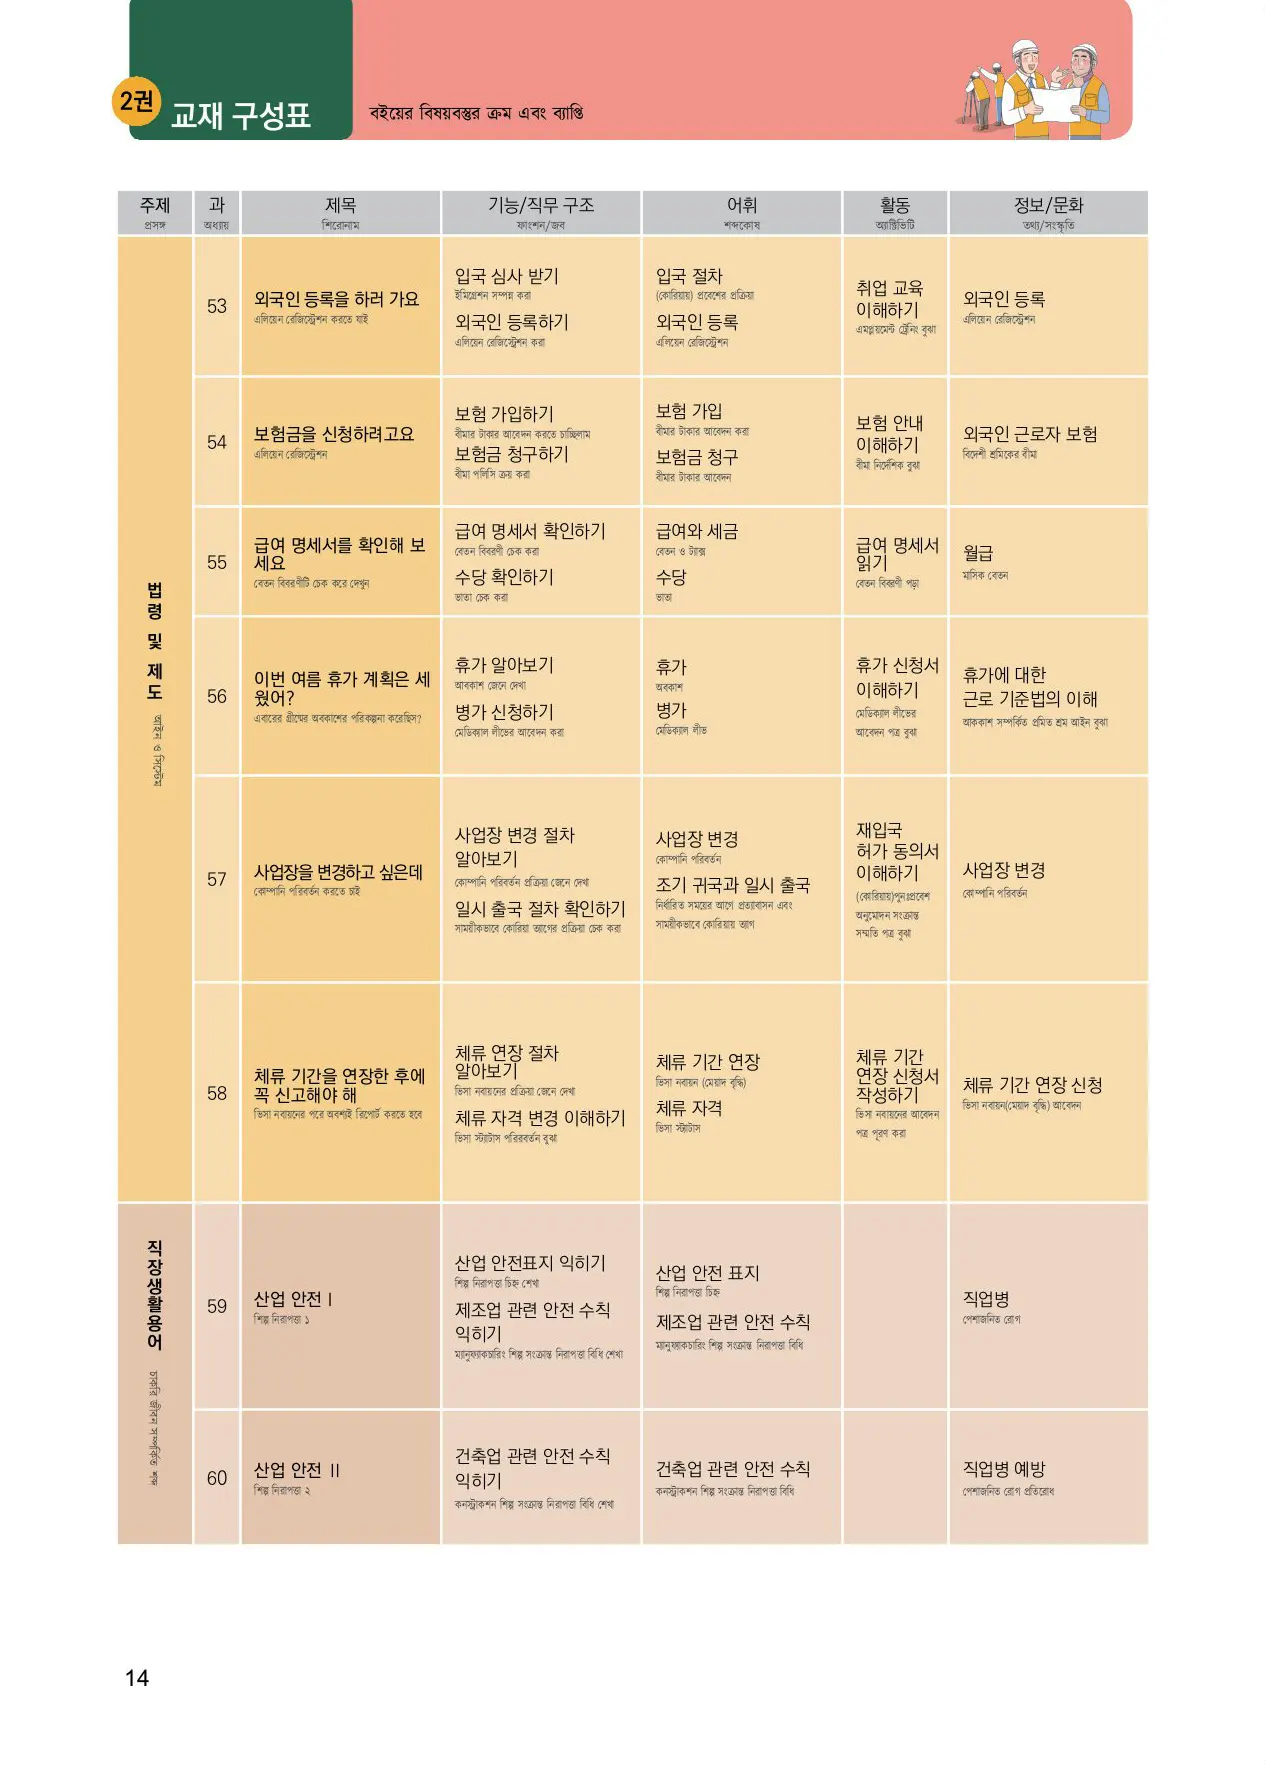 2권
교재 구성표
বইয়ের বিষয়বস্তুর ক্রম এবং ব্যাপ্তি
주제
প্রসঙ্গ
과
অধ্যায়
제목
শিরোনাম
기능/직무 구조
ফাংশন/জব
어휘
শব্দকোষ
활동
অ্যাক্টিভিটি
정보/문화
তথ্য/সংস্কৃতি
법령 및 제도
আইন ও সিস্টেম
53
외국인 등록을 하러 가요
এলিয়েন রেজিস্ট্রেশন করতে যাই
입국 심사 받기
ইমিগ্রেশন সম্পন্ন করা
외국인 등록하기
এলিয়েন রেজিস্ট্রেশন করা
입국 절차
(কোরিয়ায়) প্রবেশের প্রক্রিয়া
외국인 등록
এলিয়েন রেজিস্ট্রেশন
취업 교육
이해하기
এমপ্লয়মেন্ট ট্রেনিং বুঝা
외국인 등록
এলিয়েন রেজিস্ট্রেশন
54
보험금을 신청하려고요
এলিয়েন রেজিস্ট্রেশন
보험 가입하기
বীমার টাকার আবেদন করতে চাচ্ছিলাম
보험금 청구하기
বীমা পলিসি ক্রয় করা
보험 가입
বীমার টাকার আবেদন করা
보험금 청구
বীমার টাকার আবেদন
보험 안내
이해하기
বীমা নির্দেশিক বুঝা
외국인 근로자 보험
বিদেশী শ্রমিকের বীমা
55
급여 명세서를 확인해 보
세요
বেতন বিবরণীটি চেক করে দেখুন
급여 명세서 확인하기
বেতন বিবরণী চেক করা
수당 확인하기
ভাতা চেক করা
급여와 세금
বেতন ও ট্যাক্স
수당
ভাতা
급여 명세서
읽기
বেতন বিবরণী পড়া
월급
মাসিক বেতন
56
이번 여름 휴가 계획은 세
웠어?
এবারের গ্রীষ্মের অবকাশের পরিকল্পনা করেছিস?
휴가 알아보기
অবকাশ জেনে দেখা
병가 신청하기
মেডিক্যাল লীভের আবেদন করা
휴가
অবকাশ
병가
মেডিক্যাল লীভ
휴가 신청서
이해하기
মেডিক্যাল লীভের
আবেদন পত্র বুঝা
휴가에 대한
근로 기준법의 이해
আককাশ সম্পর্কিত প্রমিত শ্রম আইন বুঝা
57
사업장을 변경하고 싶은데
কোম্পানি পরিবর্তন করতে চাই
사업장 변경 절차
알아보기
কোম্পানি পরিবর্তন প্রক্রিয়া জেনে দেখা
일시 출국 절차 확인하기
সাময়ীকভাবে কোরিয়া ত্যাগের প্রক্রিয়া চেক করা
사업장 변경
কোম্পানি পরিবর্তন
조기 귀국과 일시 출국
নির্ধারিত সময়ের আগে প্রত্যাবাসন এবং
সাময়ীকভাবে কোরিয়ায় ত্যাগ
재입국
허가 동의서
이해하기
(কোরিয়ায়)পুনঃপ্রবেশ
অনুমোদন সংক্রান্ত
সম্মতি পত্র বুঝা
사업장 변경
কোম্পানি পরিবর্তন
58
체류 기간을 연장한 후에
꼭 신고해야 해
ভিসা নবায়নের পরে অবশ্যই রিপোর্ট করতে হবে
체류 연장 절차
알아보기
ভিসা নবায়নের প্রক্রিয়া জেনে দেখা
체류 자격 변경 이해하기
ভিসা স্ট্যাটাস পরিরবর্তন বুঝা
체류 기간 연장
ভিসা নবায়ন (মেয়াদ বৃদ্ধি)
체류 자격
ভিসা স্ট্যাটাস
체류 기간
연장 신청서
작성하기
ভিসা নবায়নের আবেদন
পত্র পূরণ করা
체류 기간 연장 신청
ভিসা নবায়ন(মেয়াদ বৃদ্ধি) আবেদন
직장생활용어
চাকরি জীবন সম্পর্কিত শব্দ
59
산업 안전Ⅰ
শিল্প নিরাপত্তা ১
산업 안전표지 익히기
শিল্প নিরাপত্তা চিহ্ন শেখা
제조업 관련 안전 수칙
익히기
ম্যানুফ্যাকচারিং শিল্প সংক্রান্ত নিরাপত্তা বিধি শেখা
산업 안전 표지
শিল্প নিরাপত্তা চিহ্ন
제조업 관련 안전 수칙
ম্যানুফ্যাকচারিং শিল্প সংক্রান্ত নিরাপত্তা বিধি
직업병
পেশাজনিত রোগ
60
산업 안전 Ⅱ
শিল্প নিরাপত্তা ২
건축업 관련 안전 수칙
익히기
কনস্ট্রাকশন শিল্প সংক্রান্ত নিরাপত্তা বিধি শেখা
건축업 관련 안전 수칙
কনস্ট্রাকশন শিল্প সংক্রান্ত নিরাপত্তা বিধি
직업병 예방
পেশাজনিত রোগ প্রতিরোধ
14